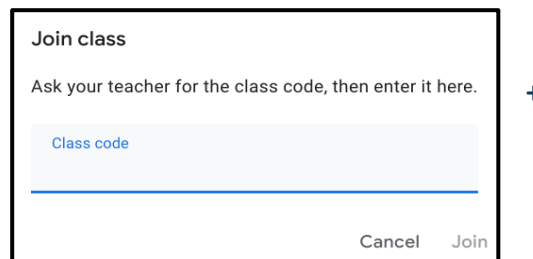 Join class
Ask your teacher for the class code, then enter it here.
Class code
Cancel Join